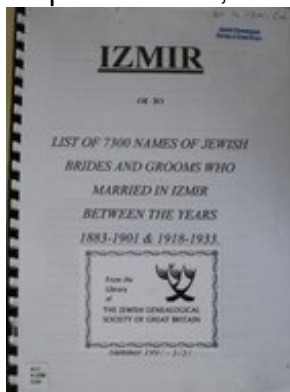 IZMIR
LIST OF 7300 NAMES OF JEWISH
BRIDES AND GROOMS WHO
MARRIED IN IZMIR
BETWEEN THE YEARS
1883-1901 & 1918-1933.
From the
Library
of
THE JEWISH GENEALOGICAL
SOCIETY OF GREAT BRITAIN